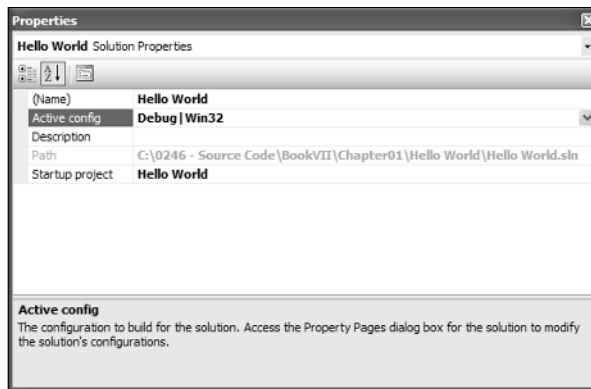 Properties
Hello World Solution Properties
(Name) Hello World
Active config Debug|Win32
Description
Path C:\0246 - Source Code\BookVII\Chapter01\Hello World\Hello World.sln
Startup project Hello World
Active config
The configuration to build for the solution. Access the Property Pages dialog box for the solution to modify
the solution's configurations.